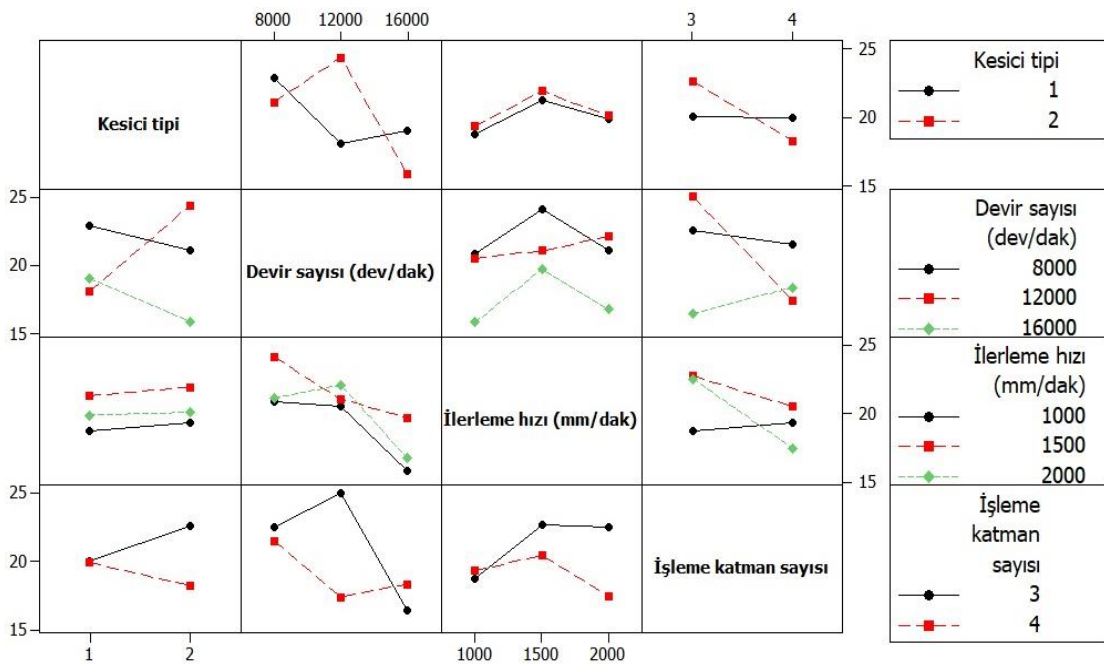 8000 12000 16000 3 4
25
20
15
Kesici tipi
Kesici tipi
1
2
25
20
15
Devir sayısı (dev/dak)
Devir sayısı
(dev/dak)
8000
12000
16000
25
20
15
İlerleme hızı (mm/dak)
İlerleme hızı
(mm/dak)
1000
1500
2000
25
20
15
İşleme katman sayısı
İşleme
katman
sayısı
3
4
1 2 1000 1500 2000